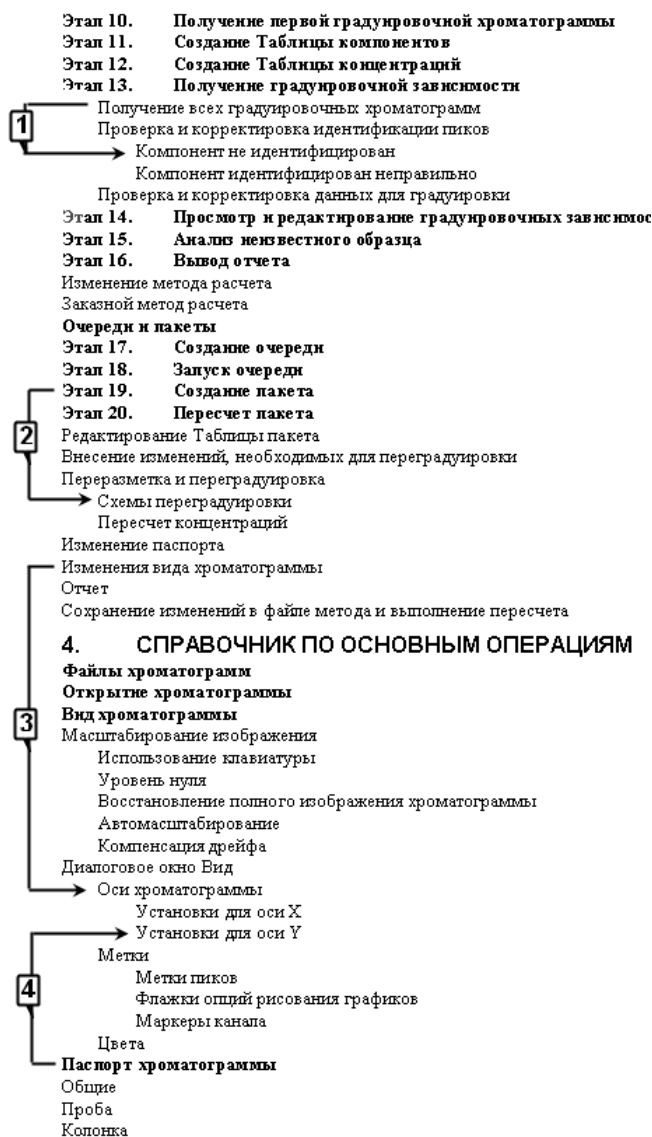 Этап 10. Получение первой градуировочной хроматограммы
Этап 11. Создание Таблицы компонентов
Этап 12. Создание Таблицы концентраций
Этап 13. Получение градуировочной зависимости
Получение всех градуировочных хроматограмм
1
Проверка и корректировка идентификации пиков
Компонент не идентифицирован
Компонент идентифицирован неправильно
Проверка и корректировка данных для градуировки
Этап 14. Просмотр и редактирование градуировочных зависимос
Этап 15. Анализ неизвестного образца
Этап 16. Вывод отчета
Изменение метода расчета
Заказной метод расчета
Очереди и пакеты
Этап 17. Создание очереди
Этап 18. Запуск очереди
Этап 19. Создание пакета
Этап 20. Пересчет пакета
2
Редактирование Таблицы пакета
Внесение изменений, необходимых для переградуировки
Переразметка и переградуировка
Схемы переградуировки
Пересчет концентраций
Изменение паспорта
Изменения вида хроматограммы
Отчет
Сохранение изменений в файле метода и выполнение пересчета
4. СПРАВОЧНИК ПО ОСНОВНЫМ ОПЕРАЦИЯМ
Файлы хроматограмм
Открытие хроматограммы
Вид хроматограммы
3
Масштабирование изображения
Использование клавиатуры
Уровень нуля
Восстановление полного изображения хроматограммы
Автомасштабирование
Компенсация дрейфа
Диалоговое окно Вид
Оси хроматограммы
Установки для оси X
Установки для оси Y
Метки
Метки пиков
4
Флажки опций рисования графиков
Маркеры канала
Цвета
Паспорт хроматограммы
Общие
Проба
Колонка